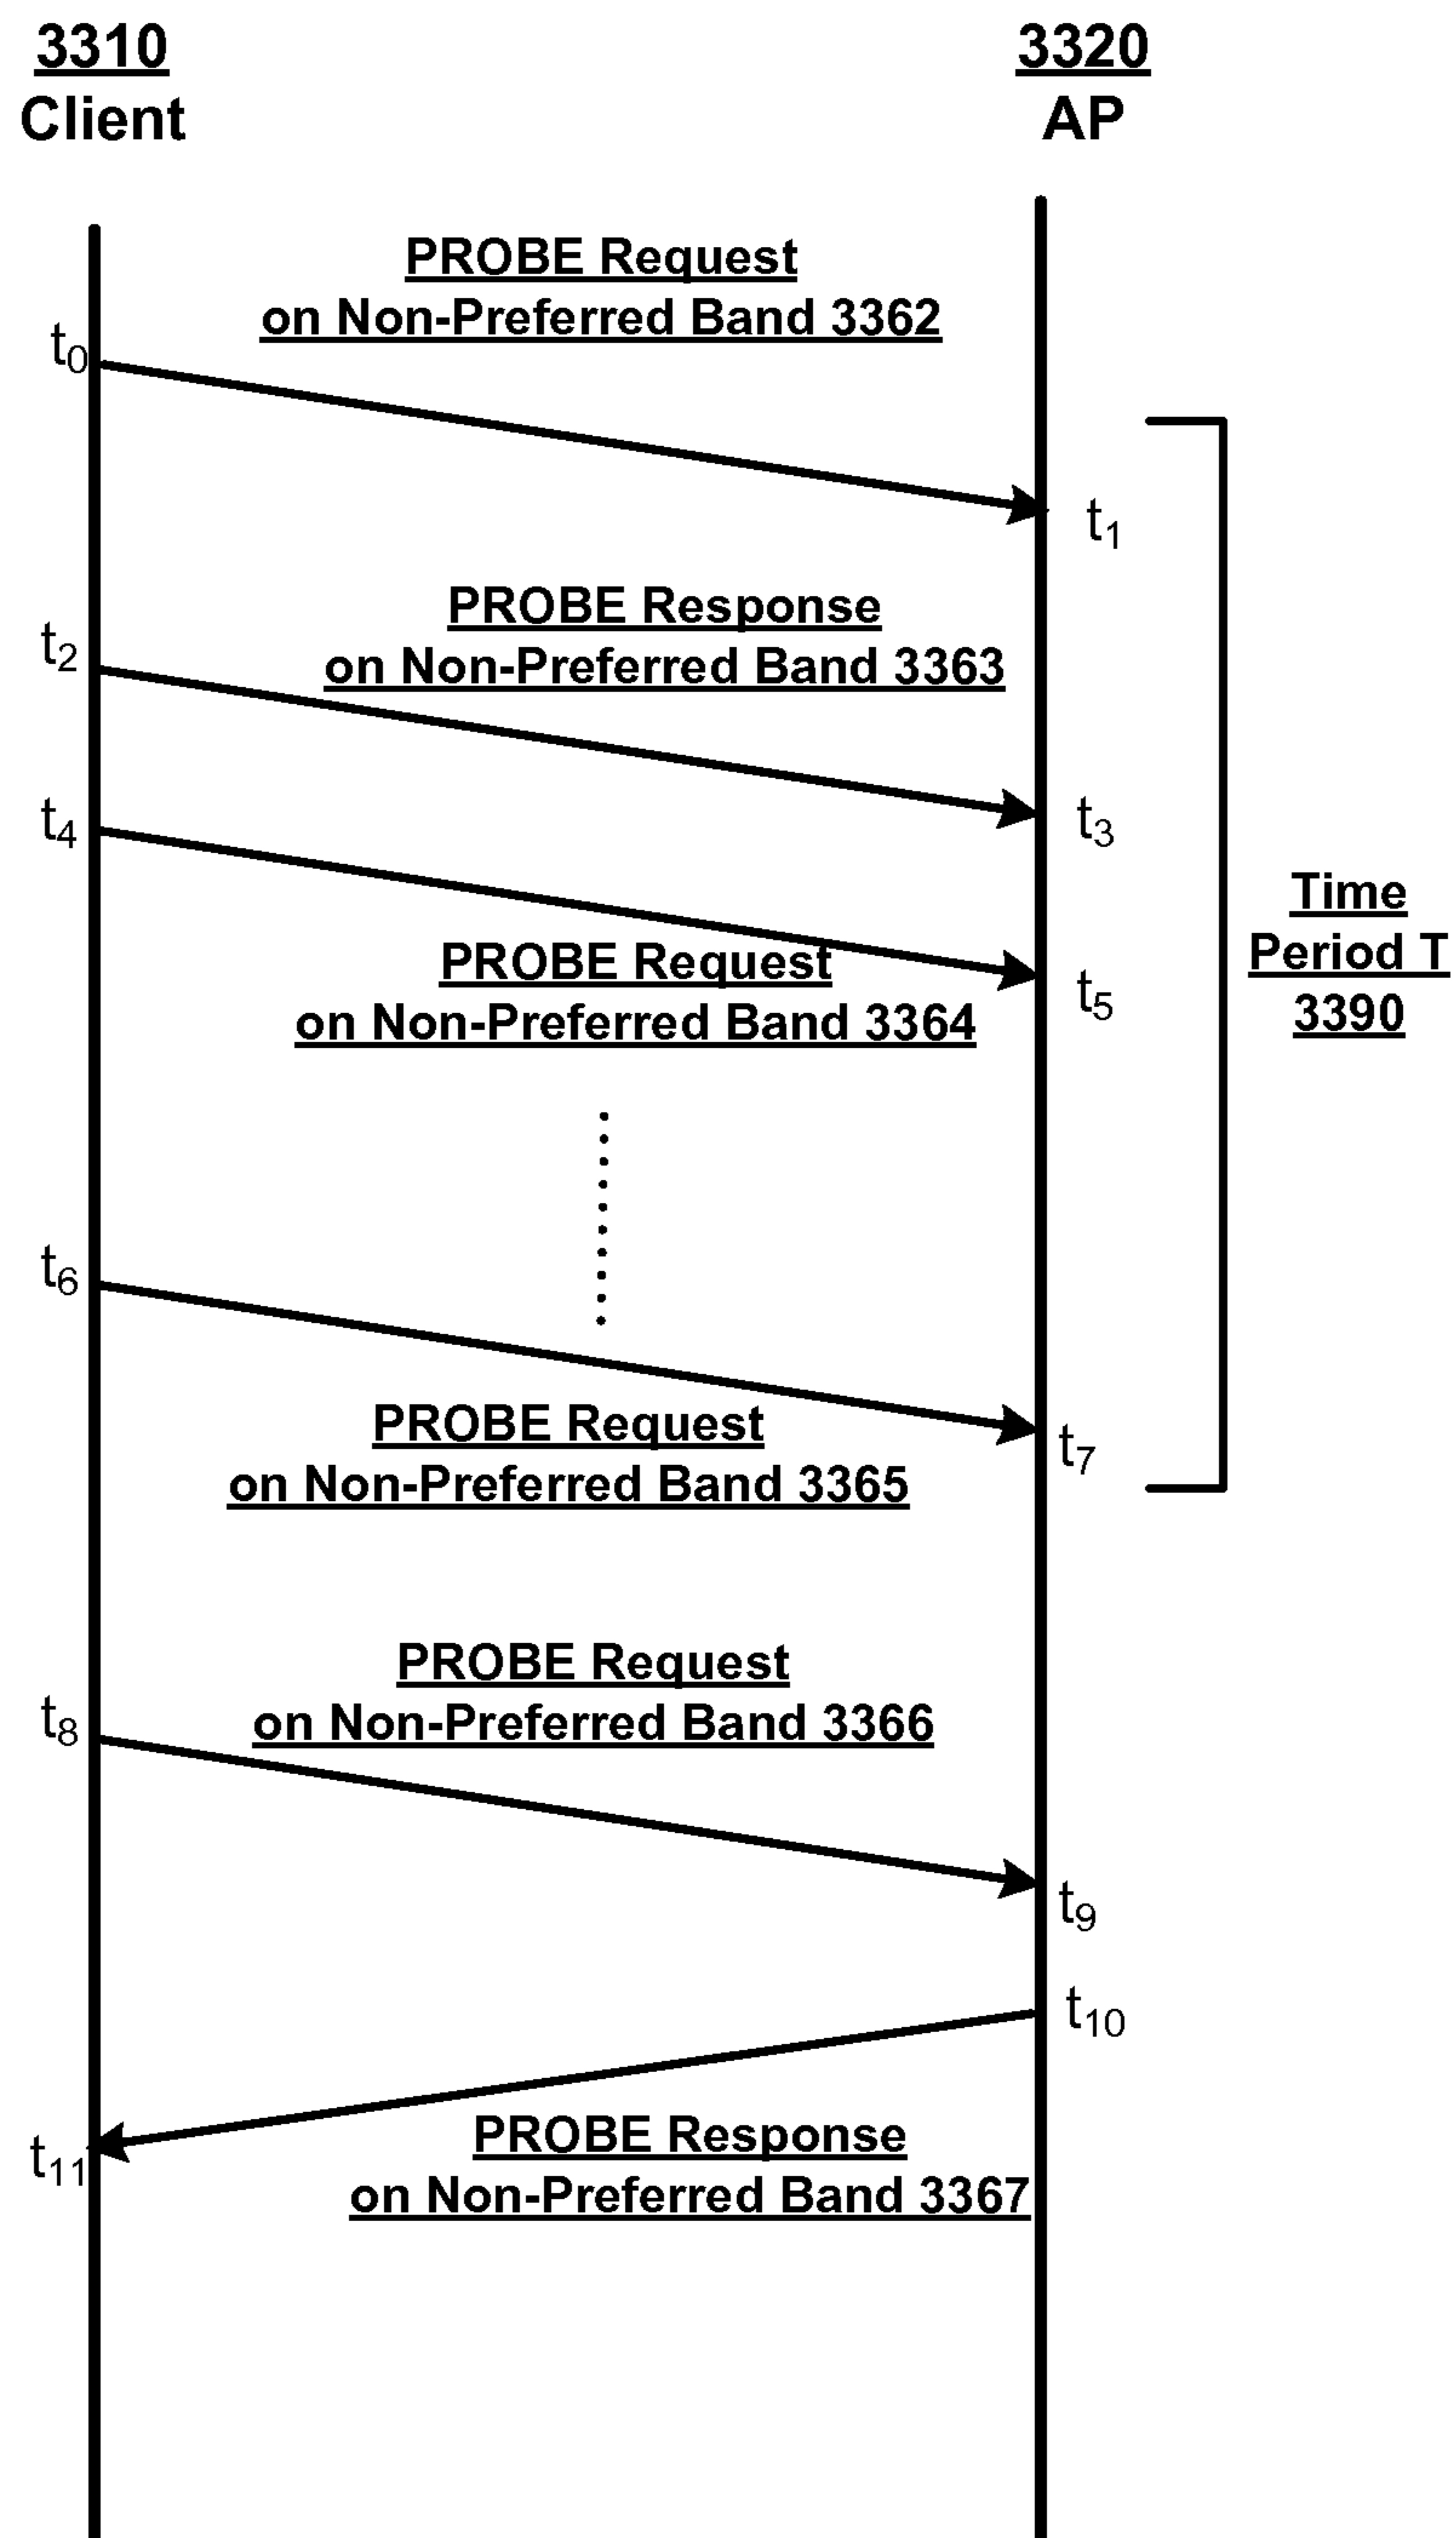 3310
Client
3320
AP
PROBE Request
on Non-Preferred Band 3362
t0
t1
PROBE Response
on Non-Preferred Band 3363
t2
t3
t4
PROBE Request
on Non-Preferred Band 3364
t5
Time
Period T
3390
t6
PROBE Request
on Non-Preferred Band 3365
t7
PROBE Request
on Non-Preferred Band 3366
t8
t9
t10
PROBE Response
on Non-Preferred Band 3367
t11